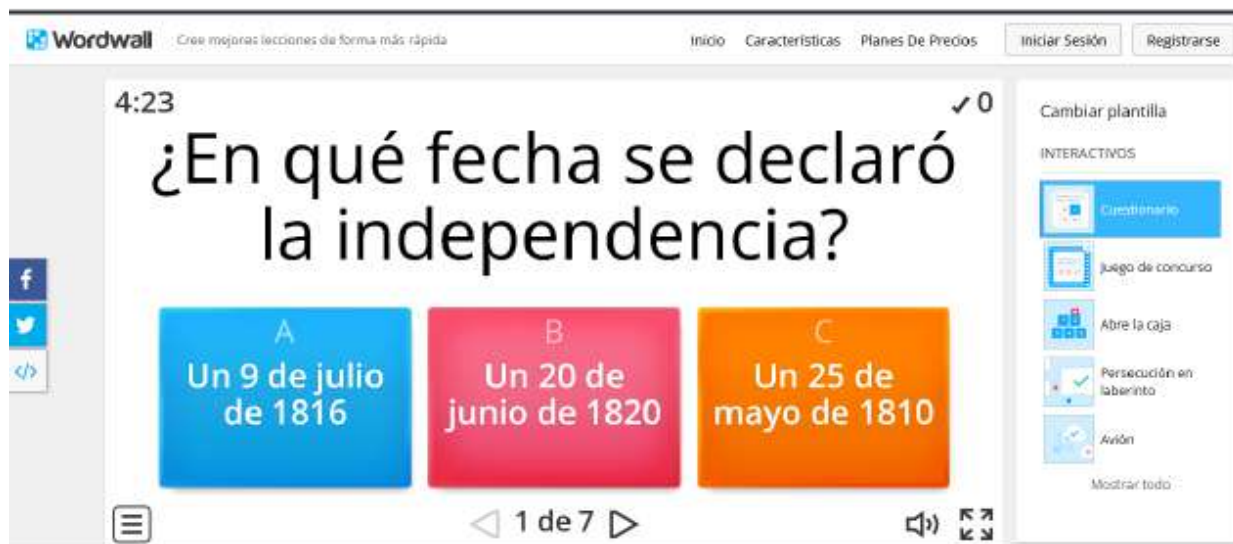 Wordwall
Cree mejores lecciones de forma más rápida
Inicio Características Planes De Precios
Iniciar Sesión
Registrarse
4:23
✓ 0
¿En qué fecha se declaró
la independencia?
A
Un 9 de julio
de 1816
B
Un 20 de
junio de 1820
C
Un 25 de
mayo de 1810
1 de 7
Cambiar plantilla
INTERACTIVOS
Cuestionario
Juego de concurso
Abre la caja
Persecución en
laberinto
Avión
Mostrar todo
f
</>